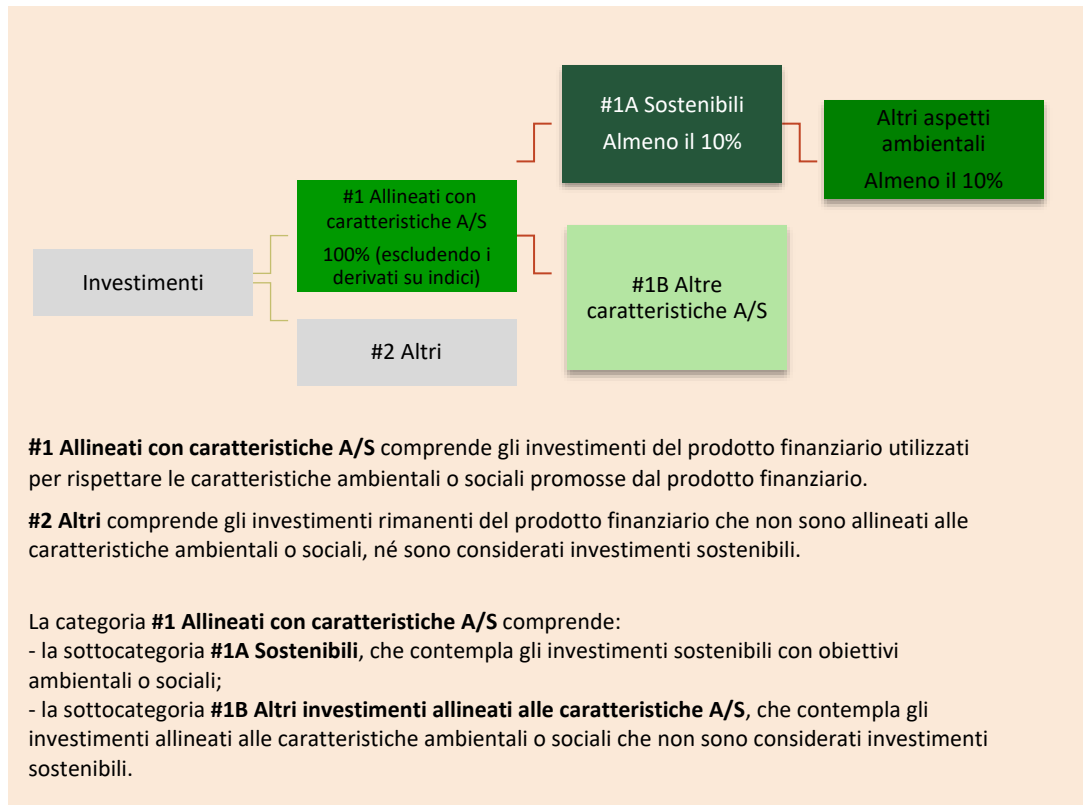 #1A Sostenibili
Almeno il 10%
Altri aspetti
ambientali
Almeno il 10%
#1 Allineati con
caratteristiche A/S
100% (escludendo i
derivati su indici)
Investimenti
#1B Altre
caratteristiche A/S
#2 Altri
#1 Allineati con caratteristiche A/S comprende gli investimenti del prodotto finanziario utilizzati
per rispettare le caratteristiche ambientali o sociali promosse dal prodotto finanziario.
#2 Altri comprende gli investimenti rimanenti del prodotto finanziario che non sono allineati alle
caratteristiche ambientali o sociali, né sono considerati investimenti sostenibili.
La categoria #1 Allineati con caratteristiche A/S comprende:
- la sottocategoria #1A Sostenibili, che contempla gli investimenti sostenibili con obiettivi
ambientali o sociali;
- la sottocategoria #1B Altri investimenti allineati alle caratteristiche A/S, che contempla gli
investimenti allineati alle caratteristiche ambientali o sociali che non sono considerati investimenti
sostenibili.